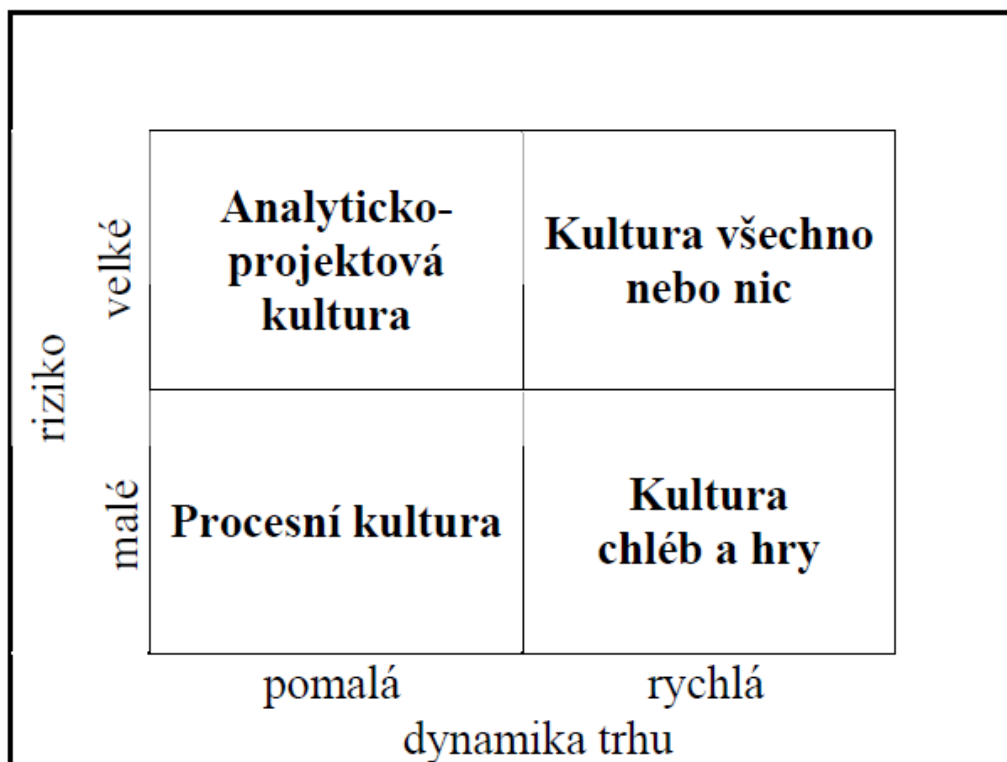 riziko
velké
malé
Analyticko-
projektová
kultura
Kultura všechno
nebo nic
Procesní kultura
Kultura
chléb a hry
pomalá
rychlá
dynamika trhu